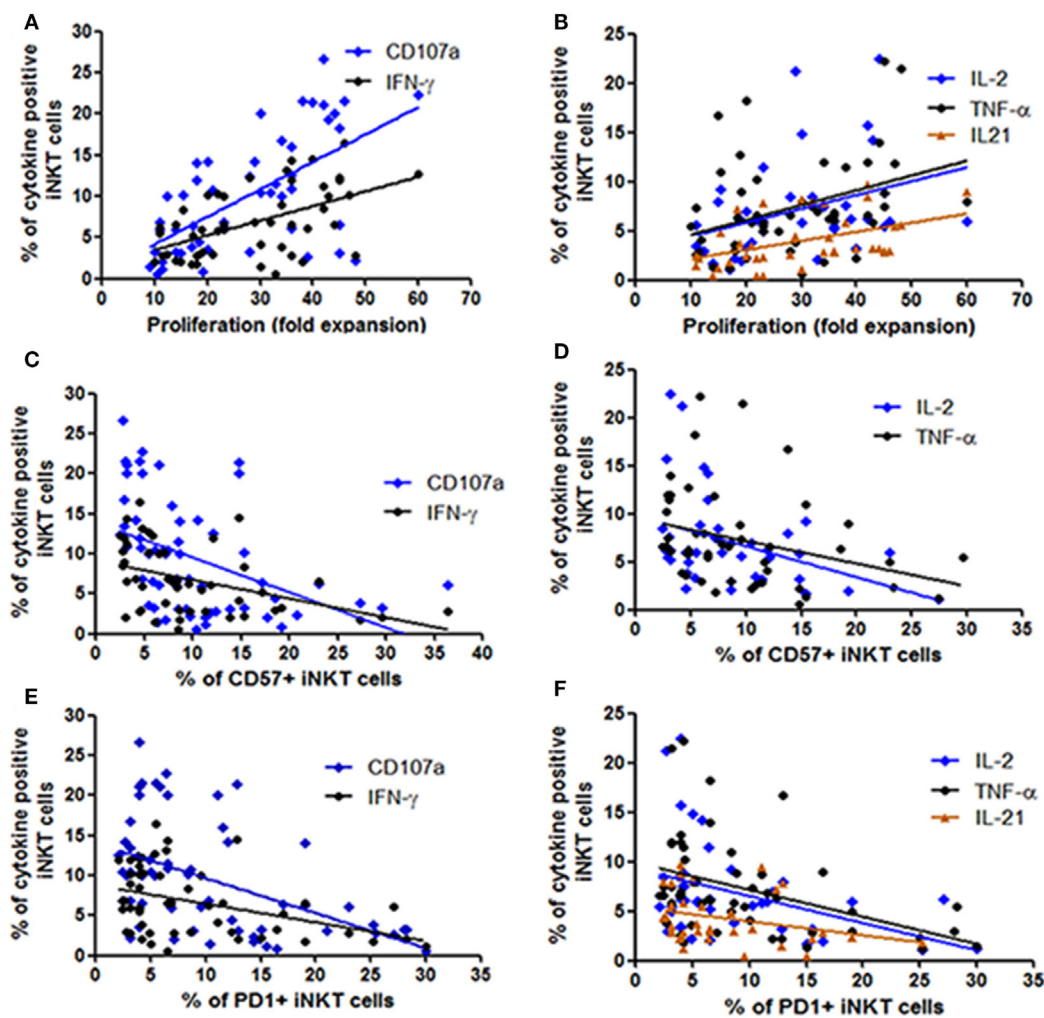 A
% of cytokine positive
iNKT cells
30
25
20
15
10
5
0
CD107a
IFN-γ
0 10 20 30 40 50 60 70
Proliferation (fold expansion)
B
% of cytokine positive
iNKT cells
25
20
15
10
5
0
IL-2
TNF-α
IL21
0 10 20 30 40 50 60 70
Proliferation (fold expansion)
C
% of cytokine positive
iNKT cells
30
25
20
15
10
5
0
CD107a
IFN-γ
0 5 10 15 20 25 30 35 40
% of CD57+ iNKT cells
D
% of cytokine positive
iNKT cells
25
20
15
10
5
0
IL-2
TNF-α
0 5 10 15 20 25 30 35
% of CD57+ iNKT cells
E
% of cytokine positive
iNKT cells
30
25
20
15
10
5
0
CD107a
IFN-γ
0 5 10 15 20 25 30 35
% of PD1+ iNKT cells
F
% of cytokine positive
iNKT cells
25
20
15
10
5
0
IL-2
TNF-α
IL-21
0 5 10 15 20 25 30 35
% of PD1+ iNKT cells